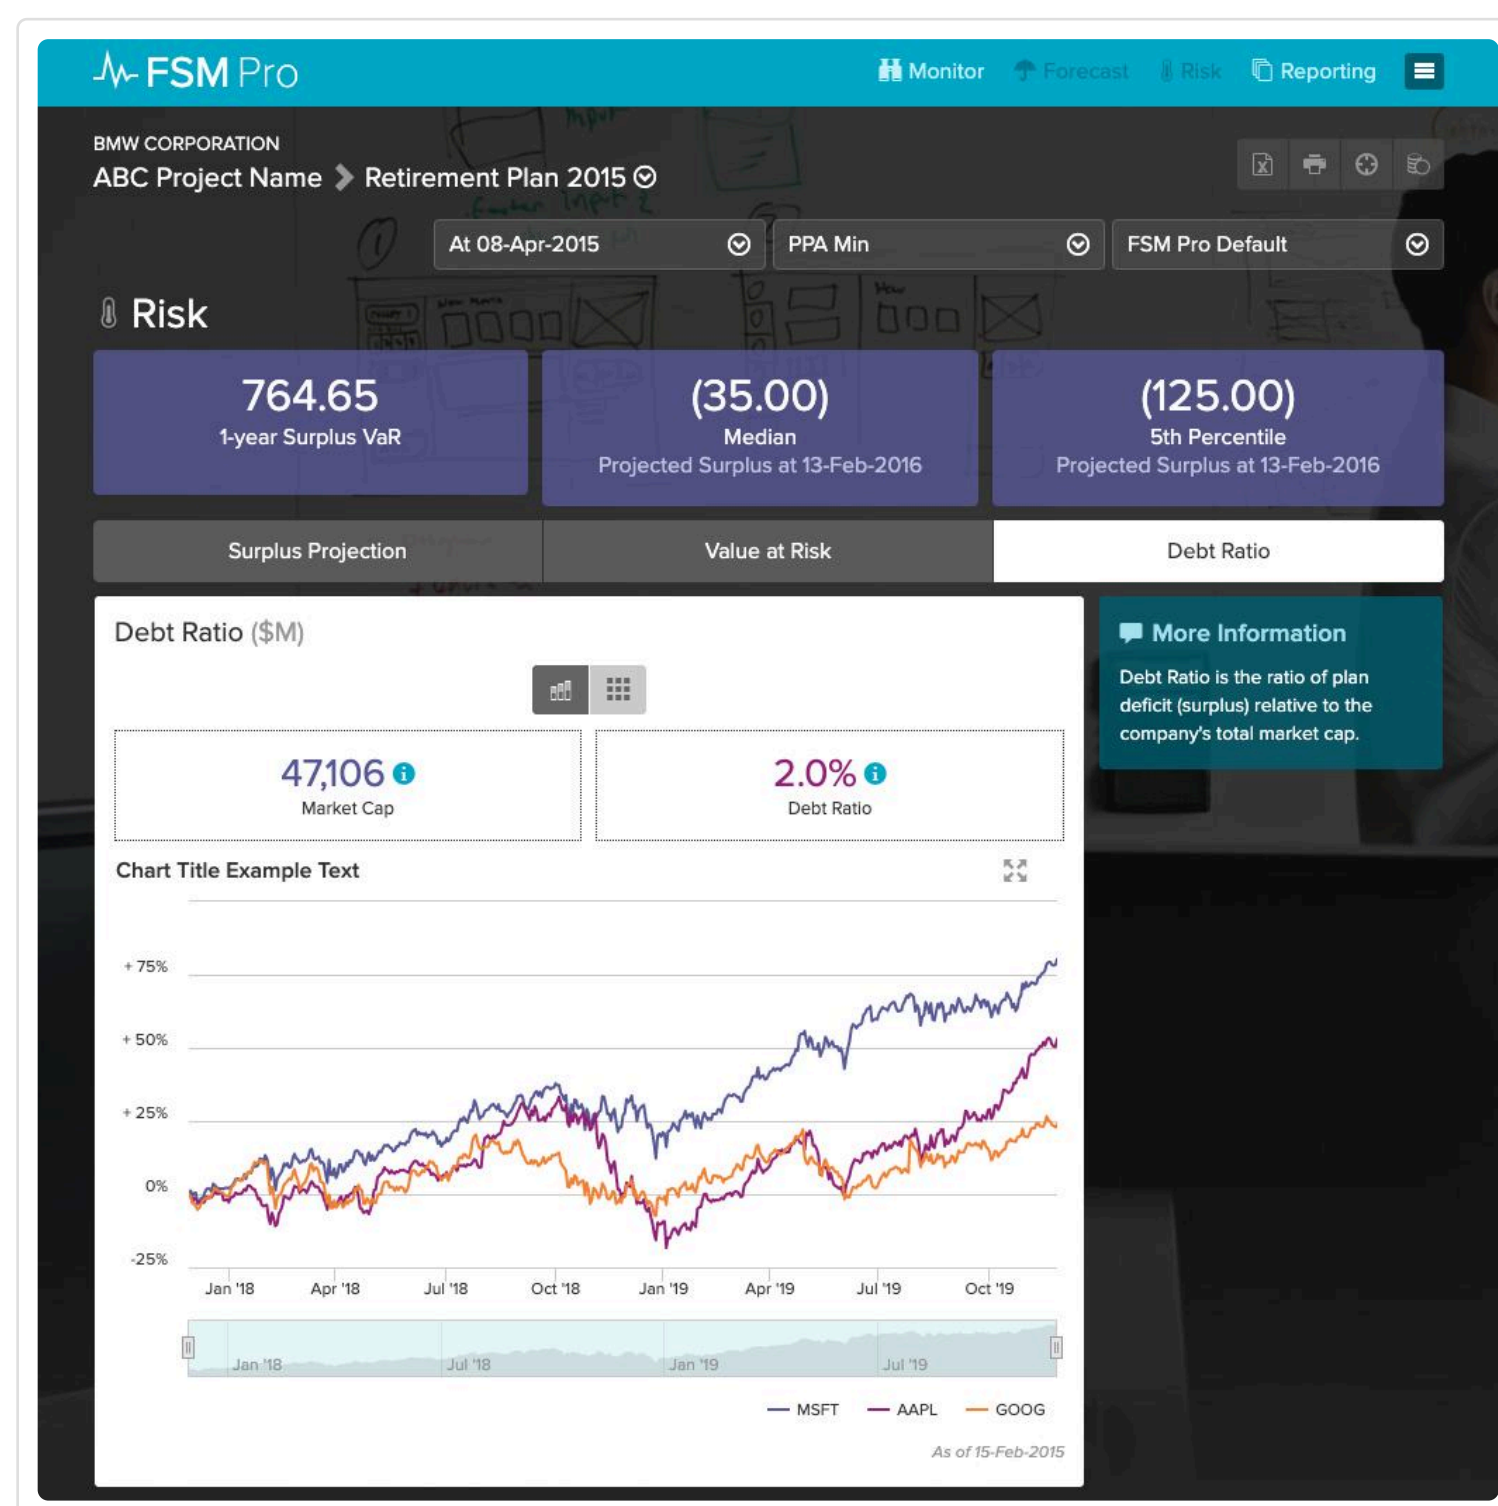 FSM Pro
Monitor
Forecast
Risk
Reporting
BMW CORPORATION
ABC Project Name
Retirement Plan 2015
At 08-Apr-2015
PPA Min
FSM Pro Default
Risk
764.65
1-year Surplus VaR
(35.00)
Median
Projected Surplus at 13-Feb-2016
(125.00)
5th Percentile
Projected Surplus at 13-Feb-2016
Surplus Projection
Value at Risk
Debt Ratio
Debt Ratio ($M)
47,106
Market Cap
2.0%
Debt Ratio
More Information
Debt Ratio is the ratio of plan
deficit (surplus) relative to the
company's total market cap.
Chart Title Example Text
+ 75%
+ 50%
+ 25%
0%
-25%
Jan '18
Apr '18
Jul '18
Oct '18
Jan '19
Apr '19
Jul '19
Oct '19
Jan '18
Jul '18
Jan '19
Jul '19
MSFT
AAPL
GOOG
As of 15-Feb-2015